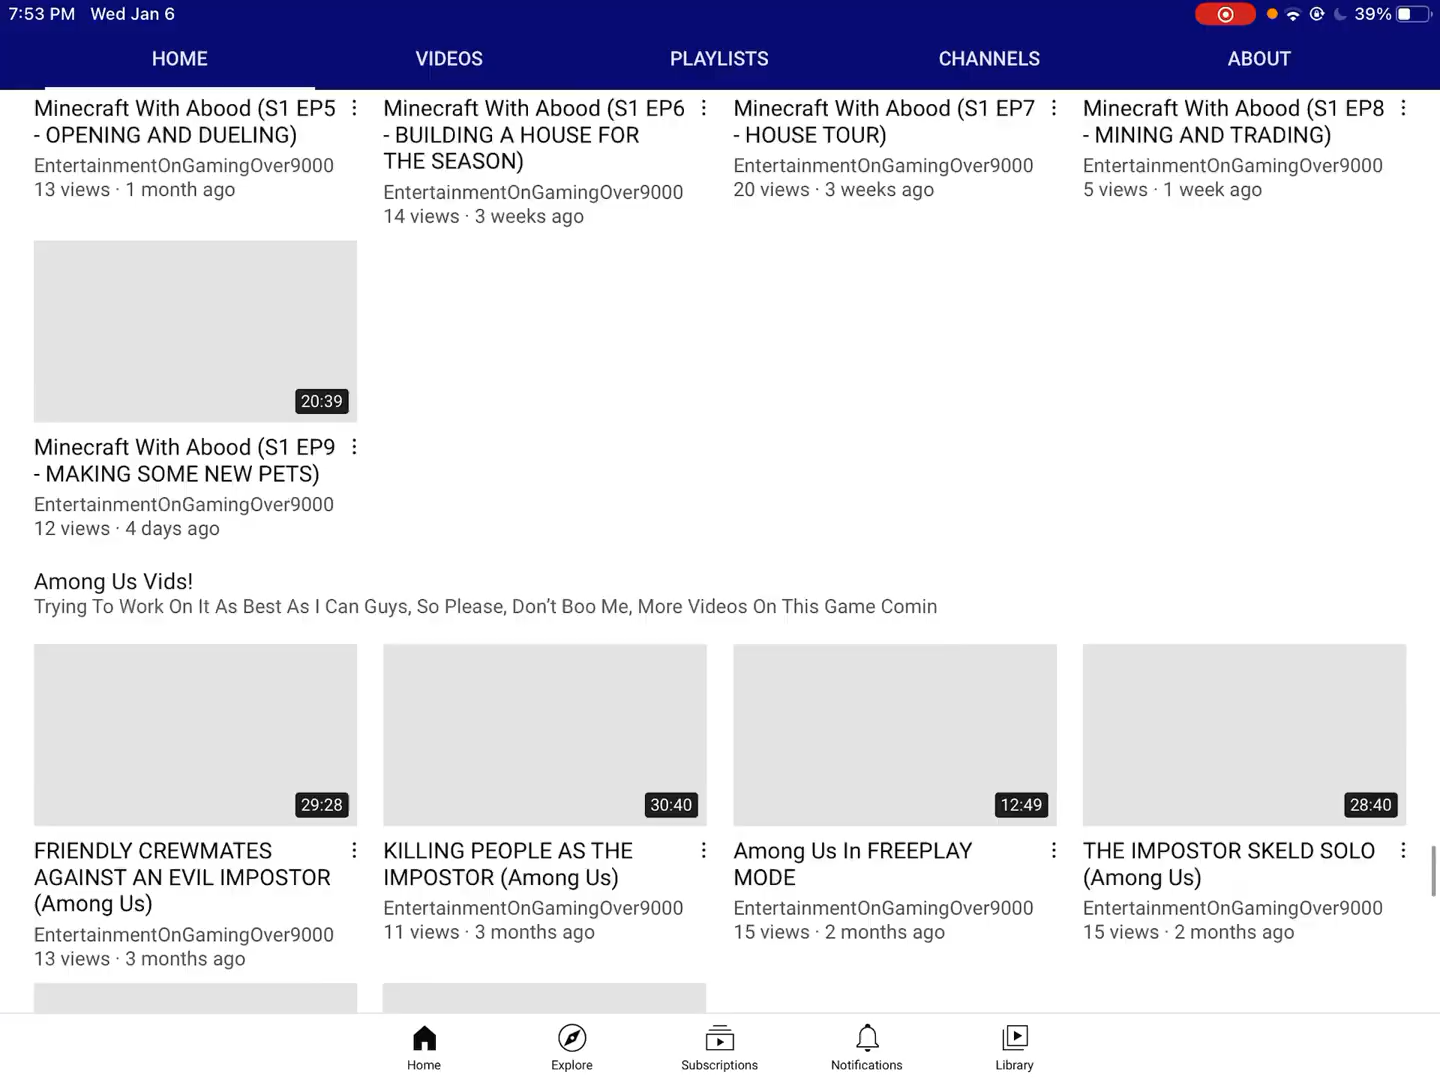 7:53 PM Wed Jan 6
39%
HOME VIDEOS PLAYLISTS CHANNELS ABOUT
Minecraft With Abood (S1 EP5
- OPENING AND DUELING)
EntertainmentOnGamingOver9000
13 views · 1 month ago
Minecraft With Abood (S1 EP6
- BUILDING A HOUSE FOR
THE SEASON)
EntertainmentOnGamingOver9000
14 views · 3 weeks ago
Minecraft With Abood (S1 EP7
- HOUSE TOUR)
EntertainmentOnGamingOver9000
20 views · 3 weeks ago
Minecraft With Abood (S1 EP8
- MINING AND TRADING)
EntertainmentOnGamingOver9000
5 views · 1 week ago
20:39
Minecraft With Abood (S1 EP9
- MAKING SOME NEW PETS)
EntertainmentOnGamingOver9000
12 views · 4 days ago
Among Us Vids!
Trying To Work On It As Best As I Can Guys, So Please, Don’t Boo Me, More Videos On This Game Comin
29:28
FRIENDLY CREWMATES
AGAINST AN EVIL IMPOSTOR
(Among Us)
EntertainmentOnGamingOver9000
13 views · 3 months ago
30:40
KILLING PEOPLE AS THE
IMPOSTOR (Among Us)
EntertainmentOnGamingOver9000
11 views · 3 months ago
12:49
Among Us In FREEPLAY
MODE
EntertainmentOnGamingOver9000
15 views · 2 months ago
28:40
THE IMPOSTOR SKELD SOLO
(Among Us)
EntertainmentOnGamingOver9000
15 views · 2 months ago
Home Explore Subscriptions Notifications Library